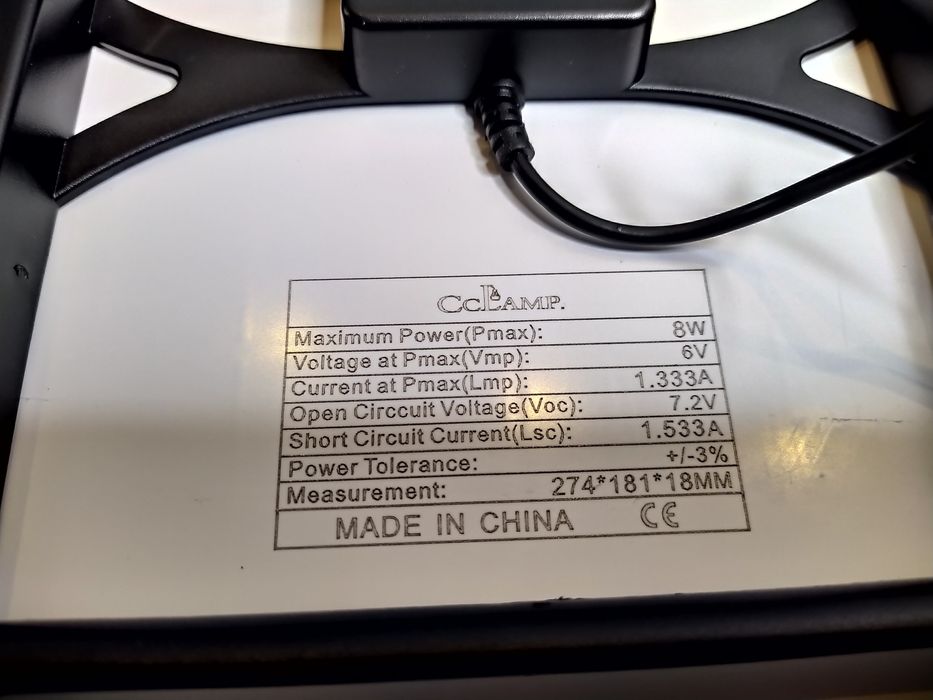 CCLAMP.
Maximum Power(Pmax): 8W
Voltage at Pmax(Vmp): 6V
Current at Pmax(Lmp): 1.333A
Open Circcuit Voltage(Voc): 7.2V
Short Circuit Current(Lsc): 1.533A
Power Tolerance: +/-3%
Measurement: 274*181*18MM
MADE IN CHINA CE